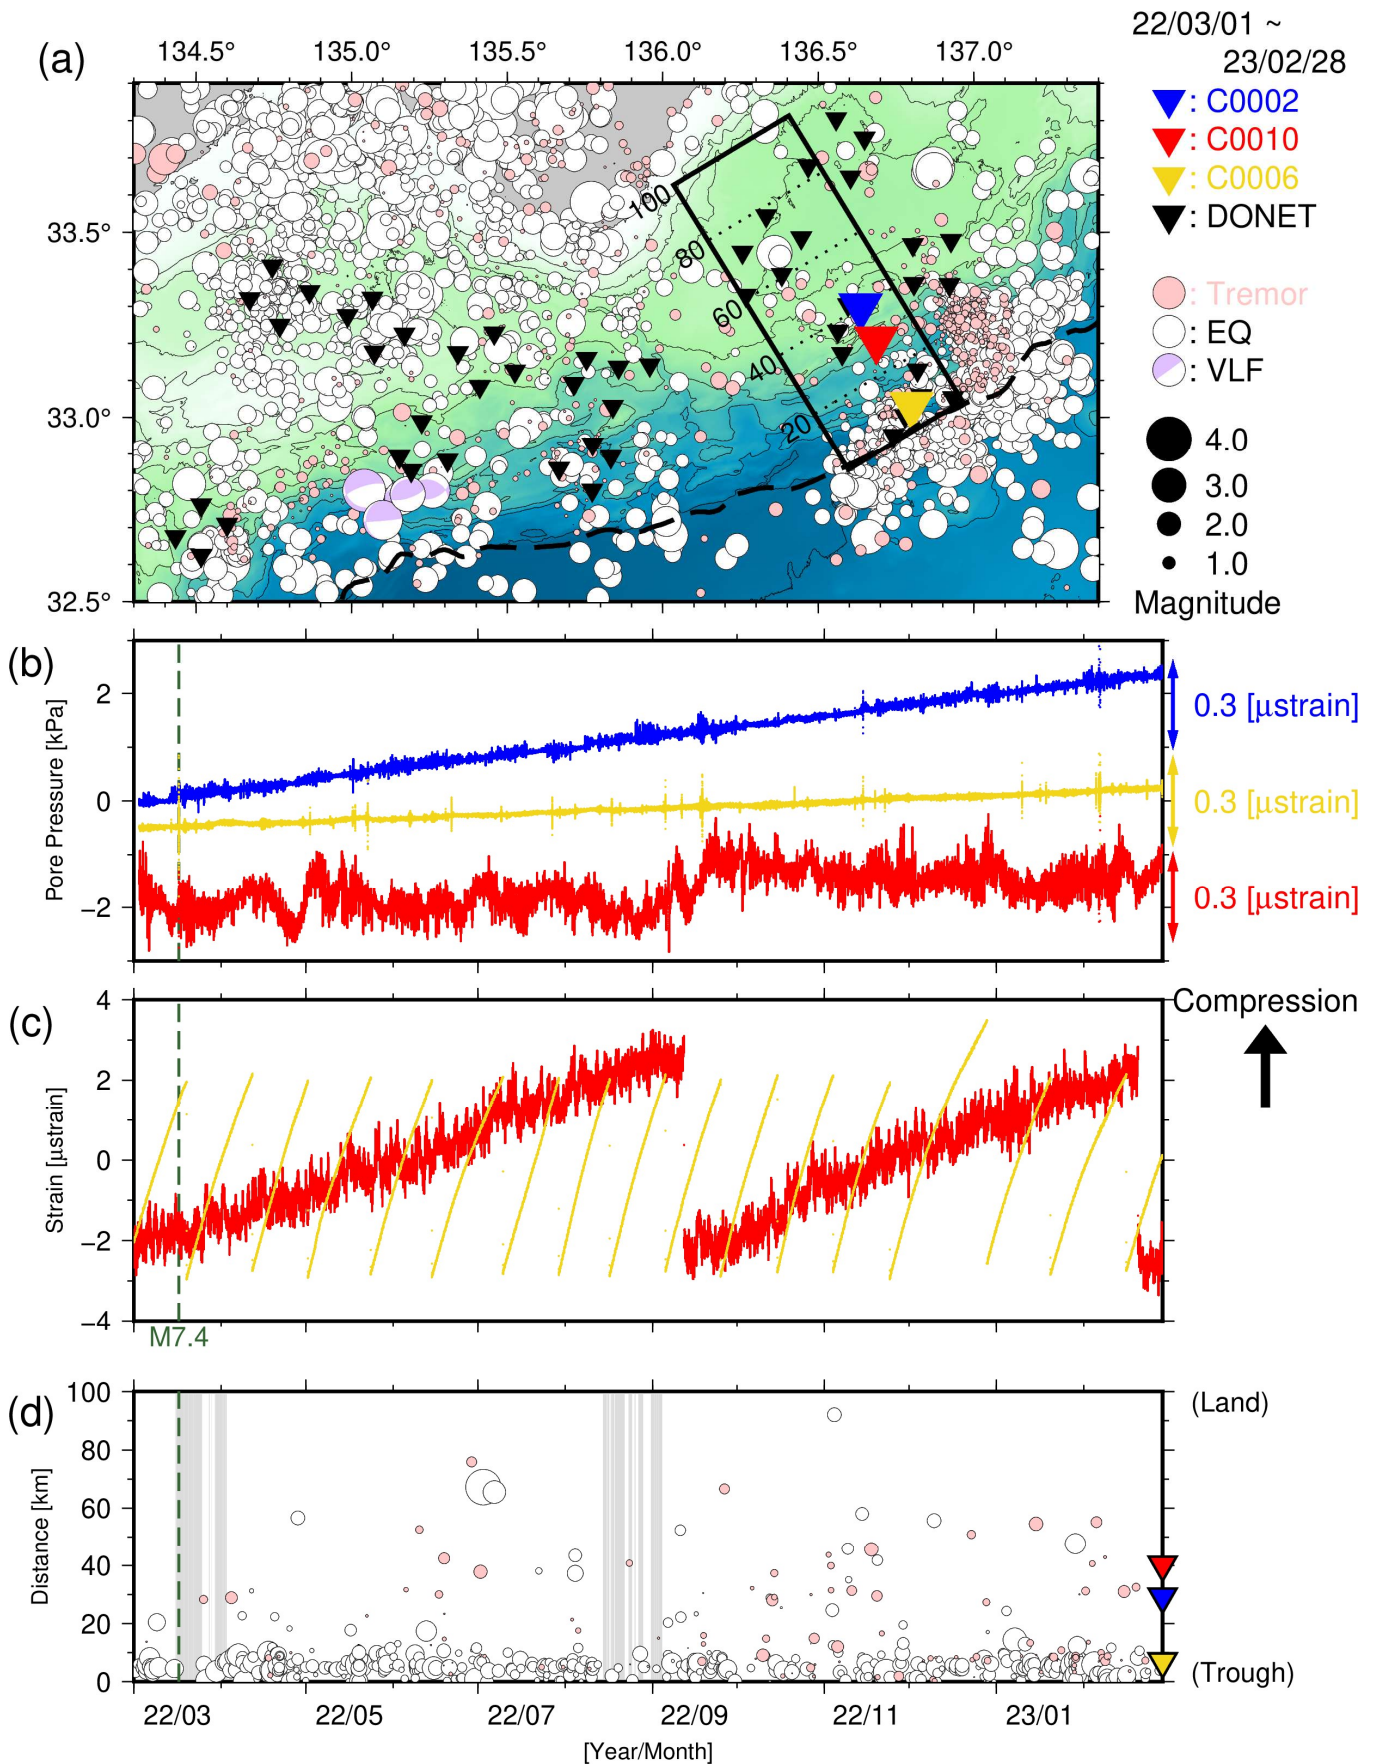 (a)
134.5° 135.0° 135.5° 136.0° 136.5° 137.0°
33.5°
33.0°
32.5°
100
80
60
40
20
22/03/01 ~
23/02/28
: C0002
: C0010
: C0006
: DONET
: Tremor
: EQ
: VLF
4.0
3.0
2.0
1.0
Magnitude
(b)
Pore Pressure [kPa]
2
0
−2
0.3 [μstrain]
0.3 [μstrain]
0.3 [μstrain]
(c)
Strain [μstrain]
4
2
0
−2
−4
Compression
M7.4
(d)
Distance [km]
100
80
60
40
20
0
(Land)
(Trough)
22/03 22/05 22/07 22/09 22/11 23/01
[Year/Month]